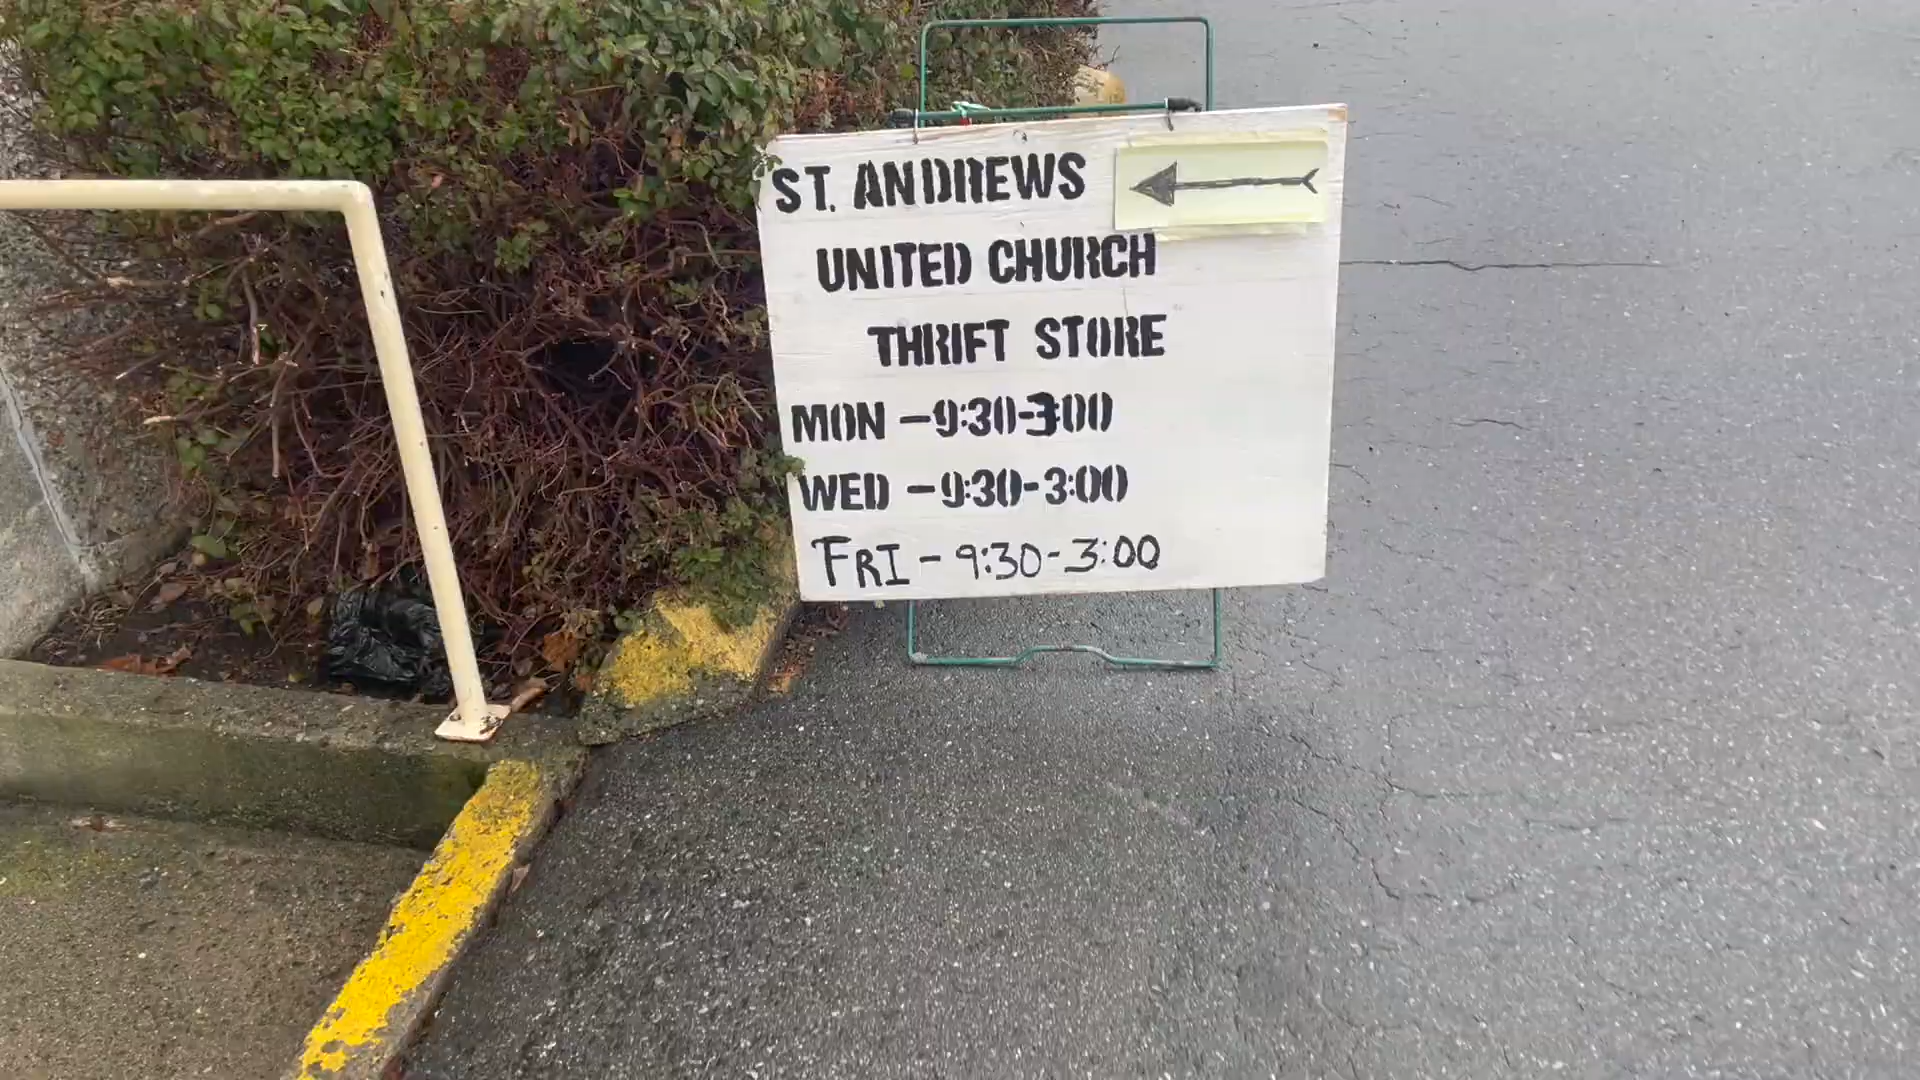 ST. ANDREWS
UNITED CHURCH
THRIFT STORE
MON - 9:30-3:00
WED - 9:30-3:00
FRI - 9:30-3:00